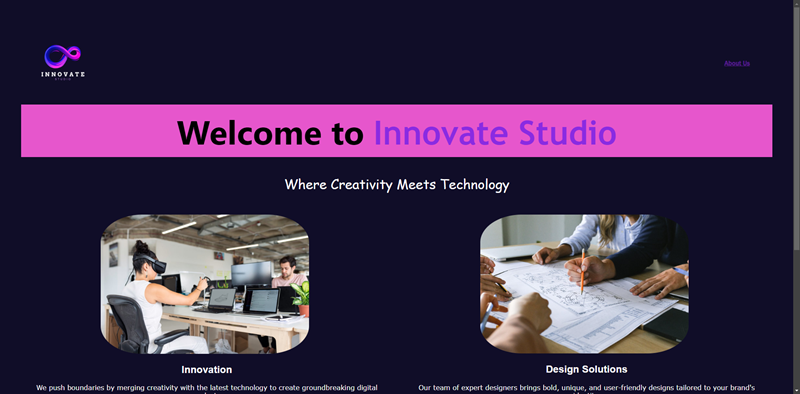 INNOVATE
STUDIO
About Us
Welcome to Innovate Studio
Where Creativity Meets Technology
Innovation
Design Solutions
We push boundaries by merging creativity with the latest technology to create groundbreaking digital
Our team of expert designers brings bold, unique, and user-friendly designs tailored to your brand's